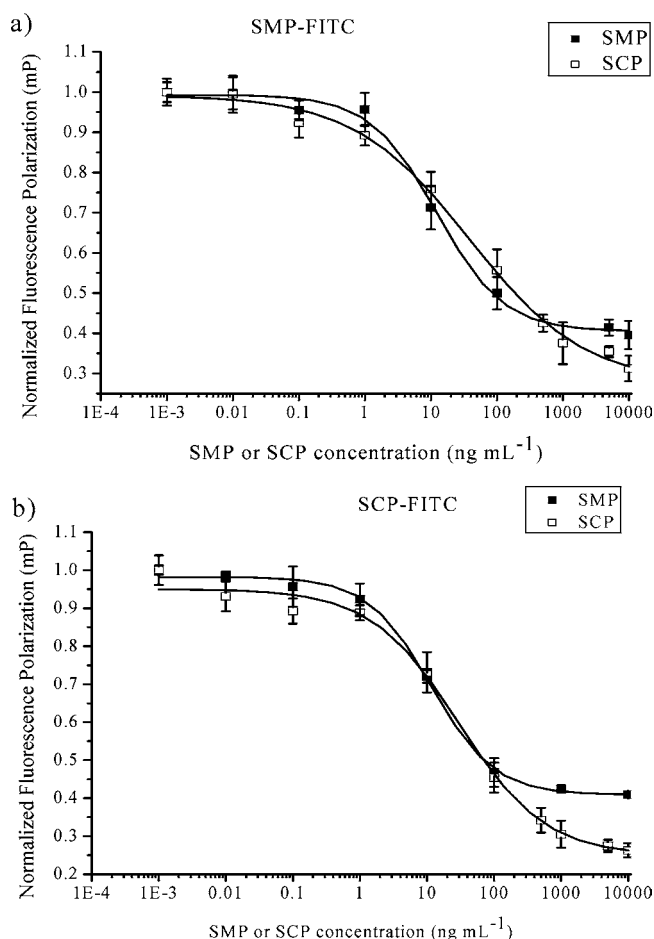 a)
SMP-FITC
SMP
SCP
Normalized Fluorescence Polarization (mP)
1.1
1.0
0.9
0.8
0.7
0.6
0.5
0.4
0.3
1E-4 1E-3 0.01 0.1 1 10 100 1000 10000
SMP or SCP concentration (ng mL⁻¹)
b)
SCP-FITC
SMP
SCP
Normalized Fluorescence Polarization (mP)
1.1
1.0
0.9
0.8
0.7
0.6
0.5
0.4
0.3
0.2
1E-4 1E-3 0.01 0.1 1 10 100 1000 10000
SMP or SCP concentration (ng mL⁻¹)